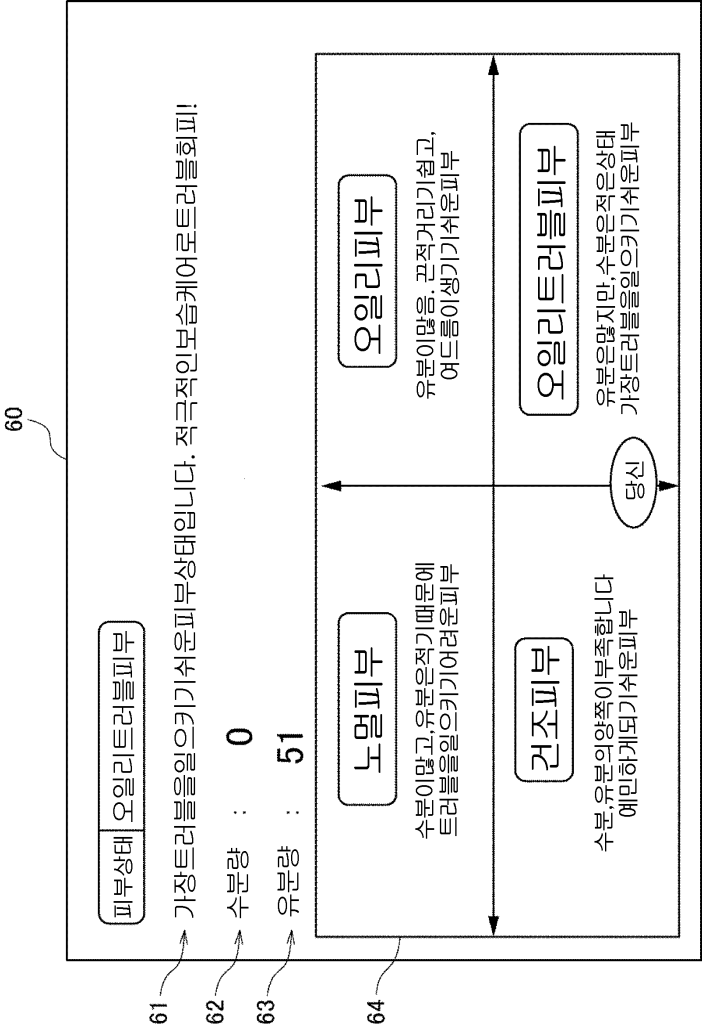 60
피부상태 오일리트러블피부
61 가장트러블을일으키기쉬운피부상태입니다. 적극적인보습케어로트러블회피!
62 수분량 : 0
63 유분량 : 51
64
노멀피부
수분이많고,유분은적기때문에
트러블을일으키기어려운피부
오일리피부
유분이많음. 끈적거리기쉽고,
여드름이생기기쉬운피부
건조피부
수분,유분의양쪽이부족합니다
예민하게되기쉬운피부
당신
오일리트러블피부
유분은많지만,수분은적은상태
가장트러블을일으키기쉬운피부